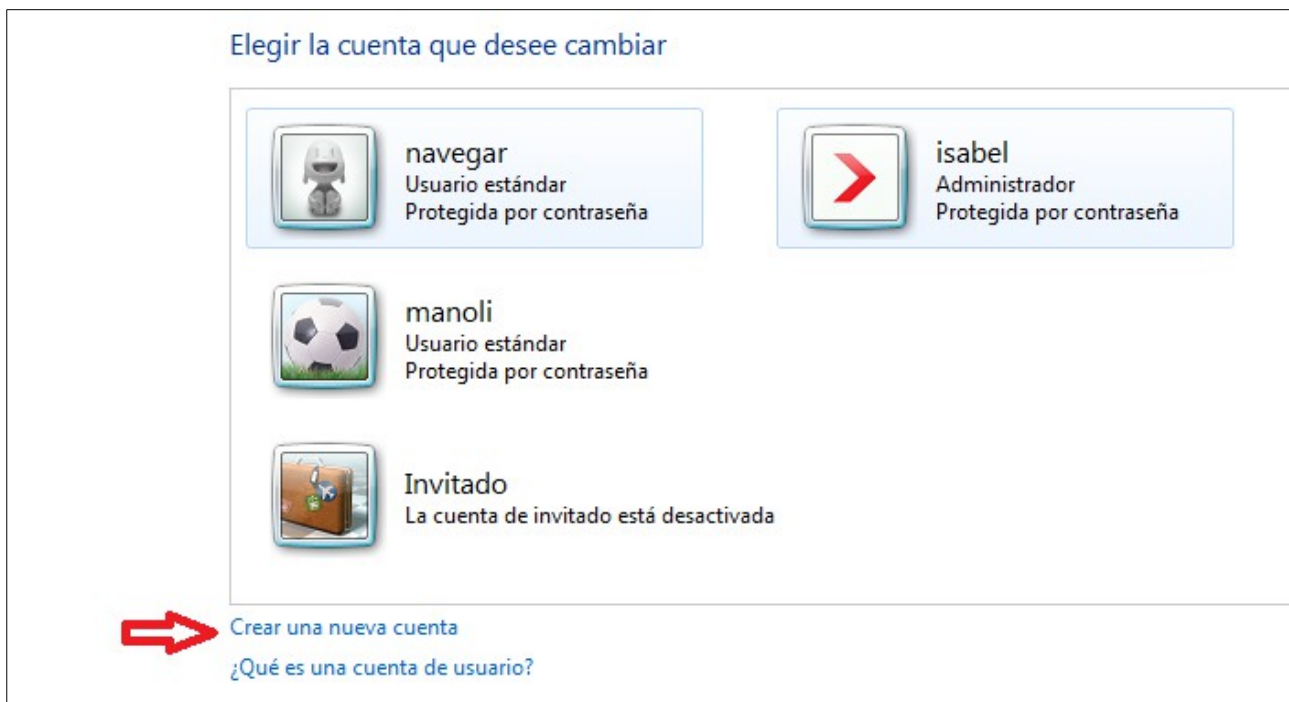 Elegir la cuenta que desee cambiar
navegar
Usuario estándar
Protegida por contraseña
isabel
Administrador
Protegida por contraseña
manoli
Usuario estándar
Protegida por contraseña
Invitado
La cuenta de invitado está desactivada
Crear una nueva cuenta
¿Qué es una cuenta de usuario?